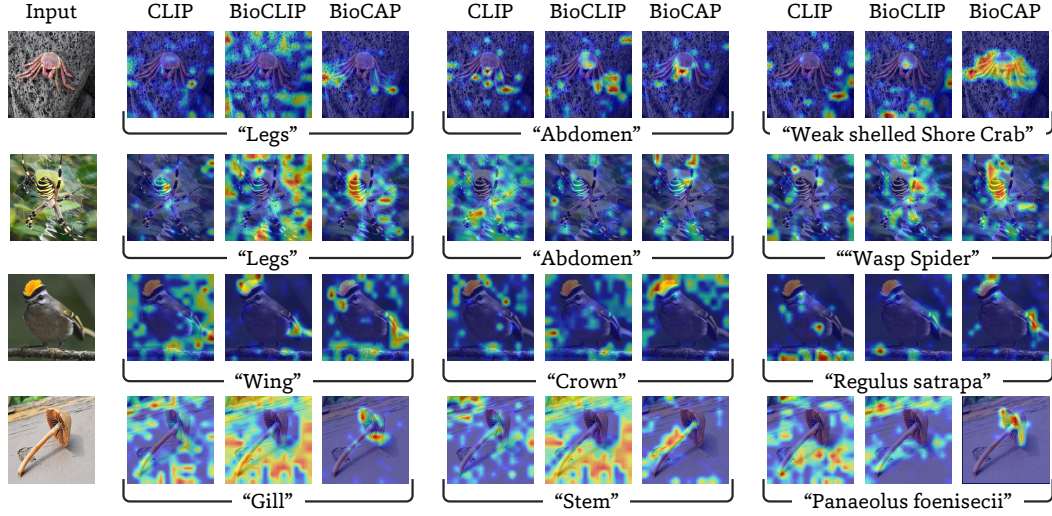 Input CLIP BioCLIP BioCAP CLIP BioCLIP BioCAP CLIP BioCLIP BioCAP
“Legs” “Abdomen” “Weak shelled Shore Crab”
“Legs” “Abdomen” ““Wasp Spider”
“Wing” “Crown” “Regulus satrapa”
“Gill” “Stem” “Panaeolus foenisecii”